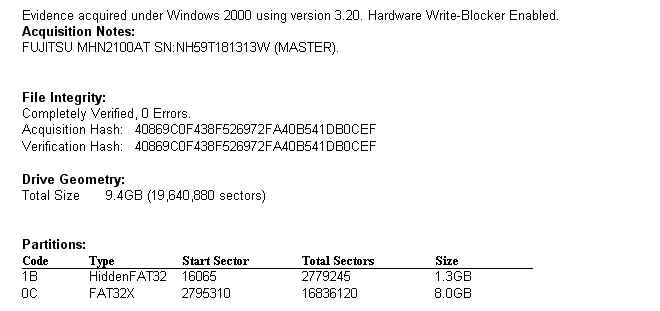 Evidence acquired under Windows 2000 using version 3.20. Hardware Write-Blocker Enabled.
Acquisition Notes:
FUJITSU MHN2100AT SN:NH59T181313W (MASTER).
File Integrity:
Completely Verified, 0 Errors.
Acquisition Hash: 40869C0F438F526972FA40B541DB0CEF
Verification Hash: 40869C0F438F526972FA40B541DB0CEF
Drive Geometry:
Total Size 9.4GB (19,640,880 sectors)
Partitions:
Code Type Start Sector Total Sectors Size
1B HiddenFAT32 16065 2779245 1.3GB
0C FAT32X 2795310 16836120 8.0GB